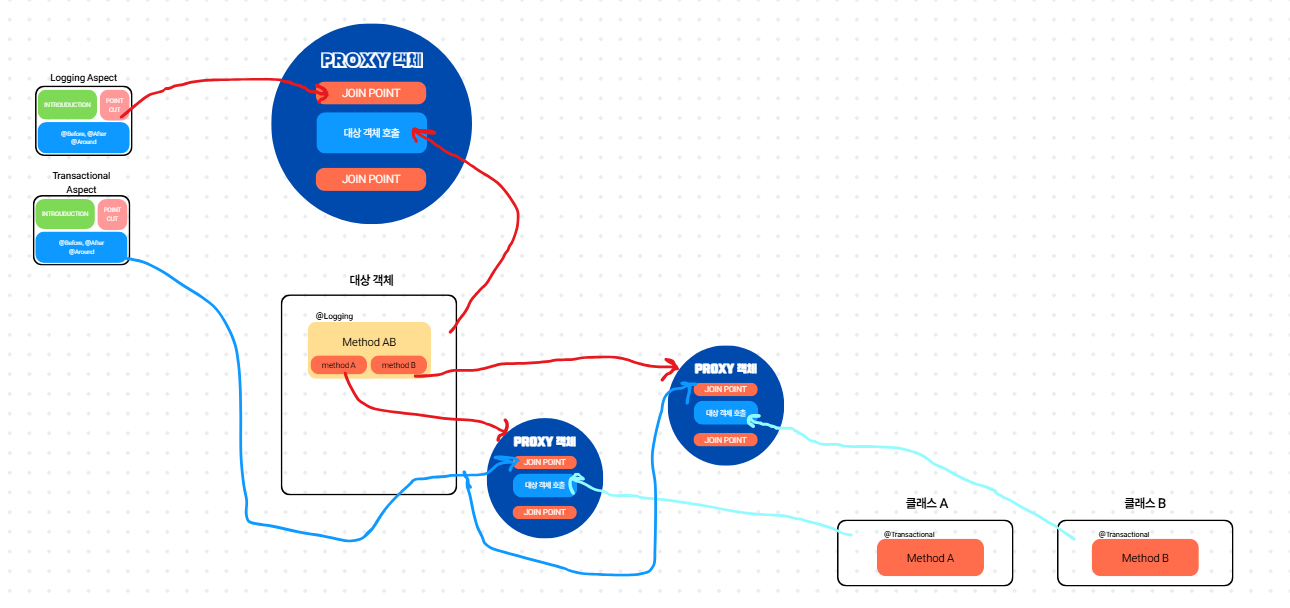 Logging Aspect
INTROUDUCTION
POINT
CUT
@Before, @After
@Around
Transactional
Aspect
INTROUDUCTION
POINT
CUT
@Before, @After
@Around
PROXY 객체
JOIN POINT
대상 객체 호출
JOIN POINT
대상 객체
@Logging
Method AB
method A
method B
PROXY 객체
JOIN POINT
대상 객체 호출
JOIN POINT
PROXY 객체
JOIN POINT
대상 객체 호출
JOIN POINT
클래스 A
@Transactional
Method A
클래스 B
@Transactional
Method B